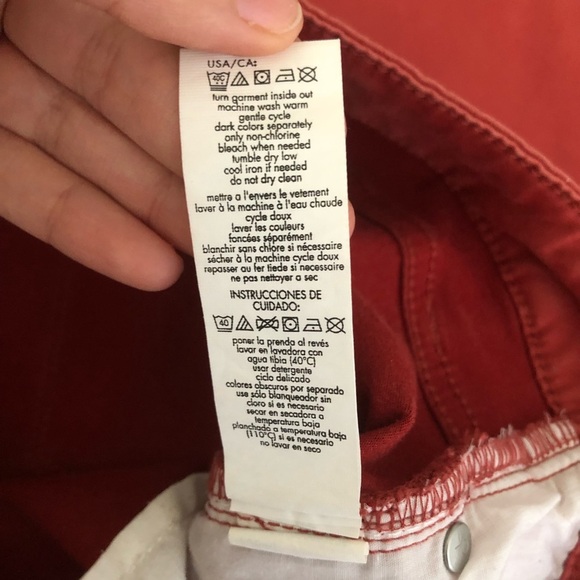 USA/CA:
40C
turn garment inside out
machine wash warm
gentle cycle
dark colors separately
only non-chlorine
bleach when needed
tumble dry low
cool iron if needed
do not dry clean
mettre a l'envers le vetement
laver à la machine à l'eau chaude
cycle doux
laver les couleurs
foncées séparément
blanchir sans chlore si nécessaire
sécher à la machine cycle doux
repasser au fer tiede si necessaire
ne pas nettoyer a sec
INSTRUCCIONES DE
CUIDADO:
40
poner la prenda al revés
lavar en lavadora con
agua tibia (40°C)
usar detergente
ciclo delicado
colores obscuros por separado
use sólo blanqueador sin
cloro si es necesario
secar en secadora a
temperatura baja
planchado a temperatura baja
(110°C) si es necesario
no lavar en seco